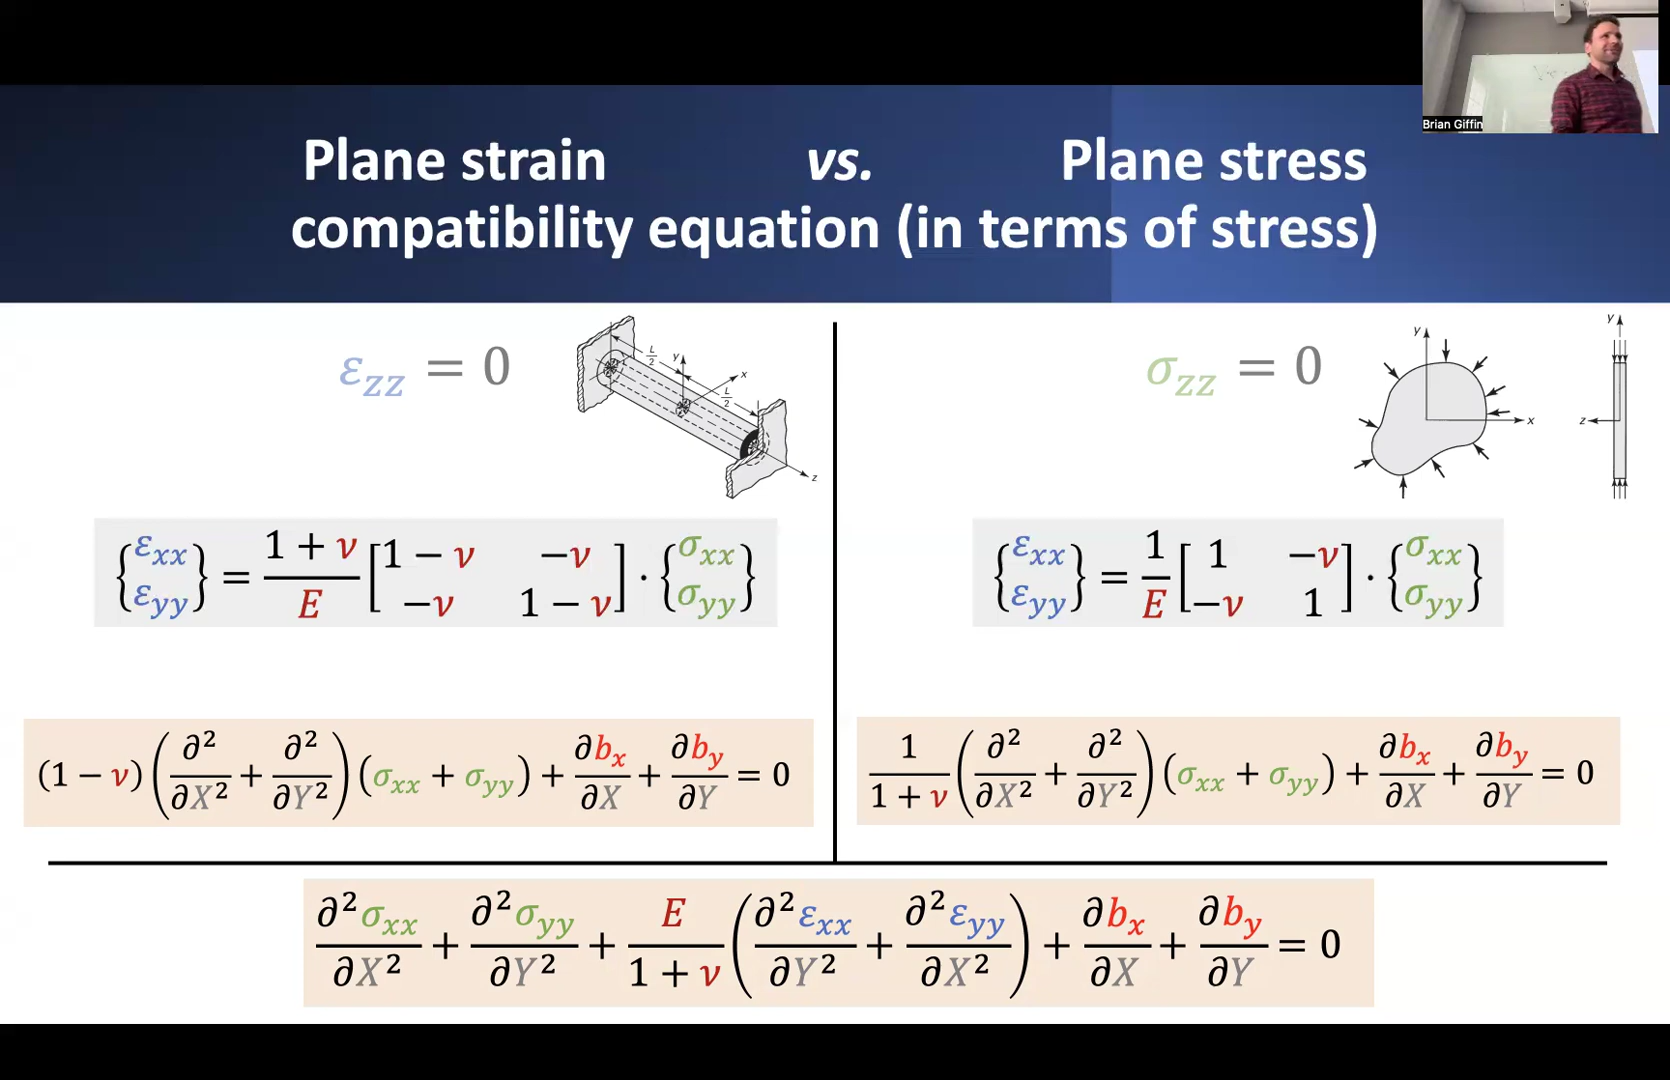 Brian Giffin
Plane strain vs. Plane stress
compatibility equation (in terms of stress)
ε_zz = 0
L/2
y
x
L/2
z
σ_zz = 0
y
x
y
z
{ε_xx ε_yy} = (1 + ν)/E [1 − ν −ν; −ν 1 − ν] · {σ_xx σ_yy}
{ε_xx ε_yy} = 1/E [1 −ν; −ν 1] · {σ_xx σ_yy}
(1 − ν)(∂²/∂X² + ∂²/∂Y²)(σ_xx + σ_yy) + ∂b_x/∂X + ∂b_y/∂Y = 0
1/(1 + ν) (∂²/∂X² + ∂²/∂Y²)(σ_xx + σ_yy) + ∂b_x/∂X + ∂b_y/∂Y = 0
∂²σ_xx/∂X² + ∂²σ_yy/∂Y² + E/(1 + ν) (∂²ε_xx/∂Y² + ∂²ε_yy/∂X²) + ∂b_x/∂X + ∂b_y/∂Y = 0